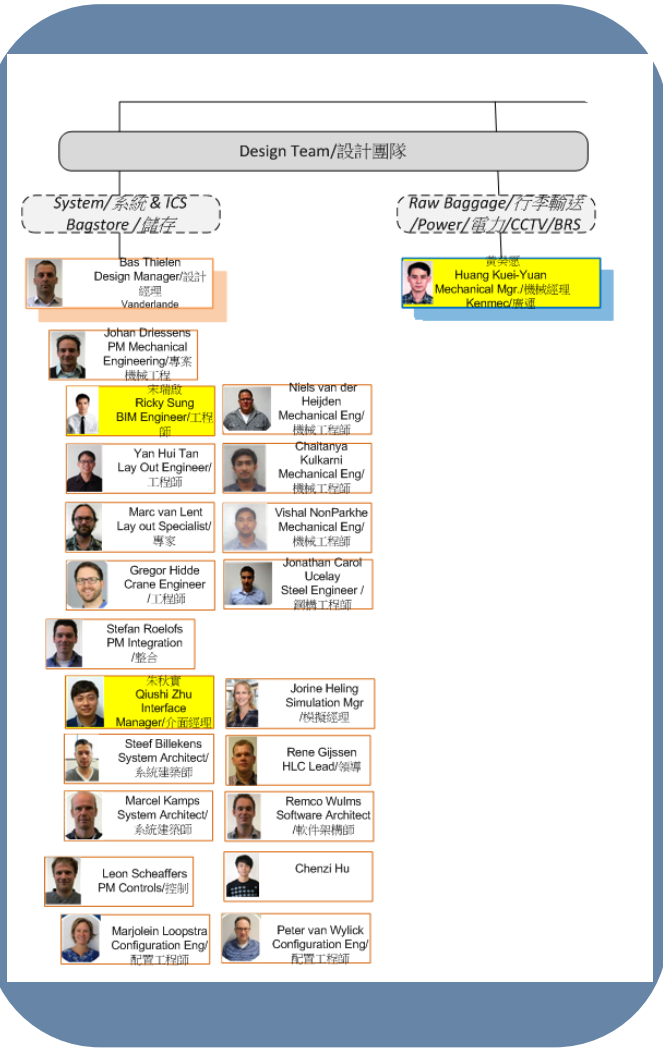 Design Team/設計團隊
System/系統 & ICS
Bagstore /儲存
Raw Baggage/行李輸送
/Power/電力/CCTV/BRS
Bas Thielen
Design Manager/設計
經理
Vanderlande
Huang Kuei-Yuan
Mechanical Mgr./機械經理
Kenmec/廣運
Johan Driessens
PM Mechanical
Engineering/專案
機械工程
宋瑞啟
Ricky Sung
BIM Engineer/工程
師
Niels van der
Heijden
Mechanical Eng/
機械工程師
Yan Hui Tan
Lay Out Engineer/
工程師
Chaitanya
Kulkarni
Mechanical Eng/
機械工程師
Marc van Lent
Lay out Specialist/
專家
Vishal NonParkhe
Mechanical Eng/
機械工程師
Gregor Hidde
Crane Engineer
/工程師
Jonathan Carol
Ucelay
Steel Engineer /
鋼構工程師
Stefan Roelofs
PM Integration
/整合
朱秋實
Qiushi Zhu
Interface
Manager/介面經理
Jorine Heling
Simulation Mgr
/模擬經理
Steef Billekens
System Architect/
系統建築師
Rene Gijssen
HLC Lead/領導
Marcel Kamps
System Architect/
系統建築師
Remco Wulms
Software Architect
/軟件架構師
Leon Scheaffers
PM Controls/控制
Chenzi Hu
Marjolein Loopstra
Configuration Eng/
配置工程師
Peter van Wylick
Configuration Eng/
配置工程師